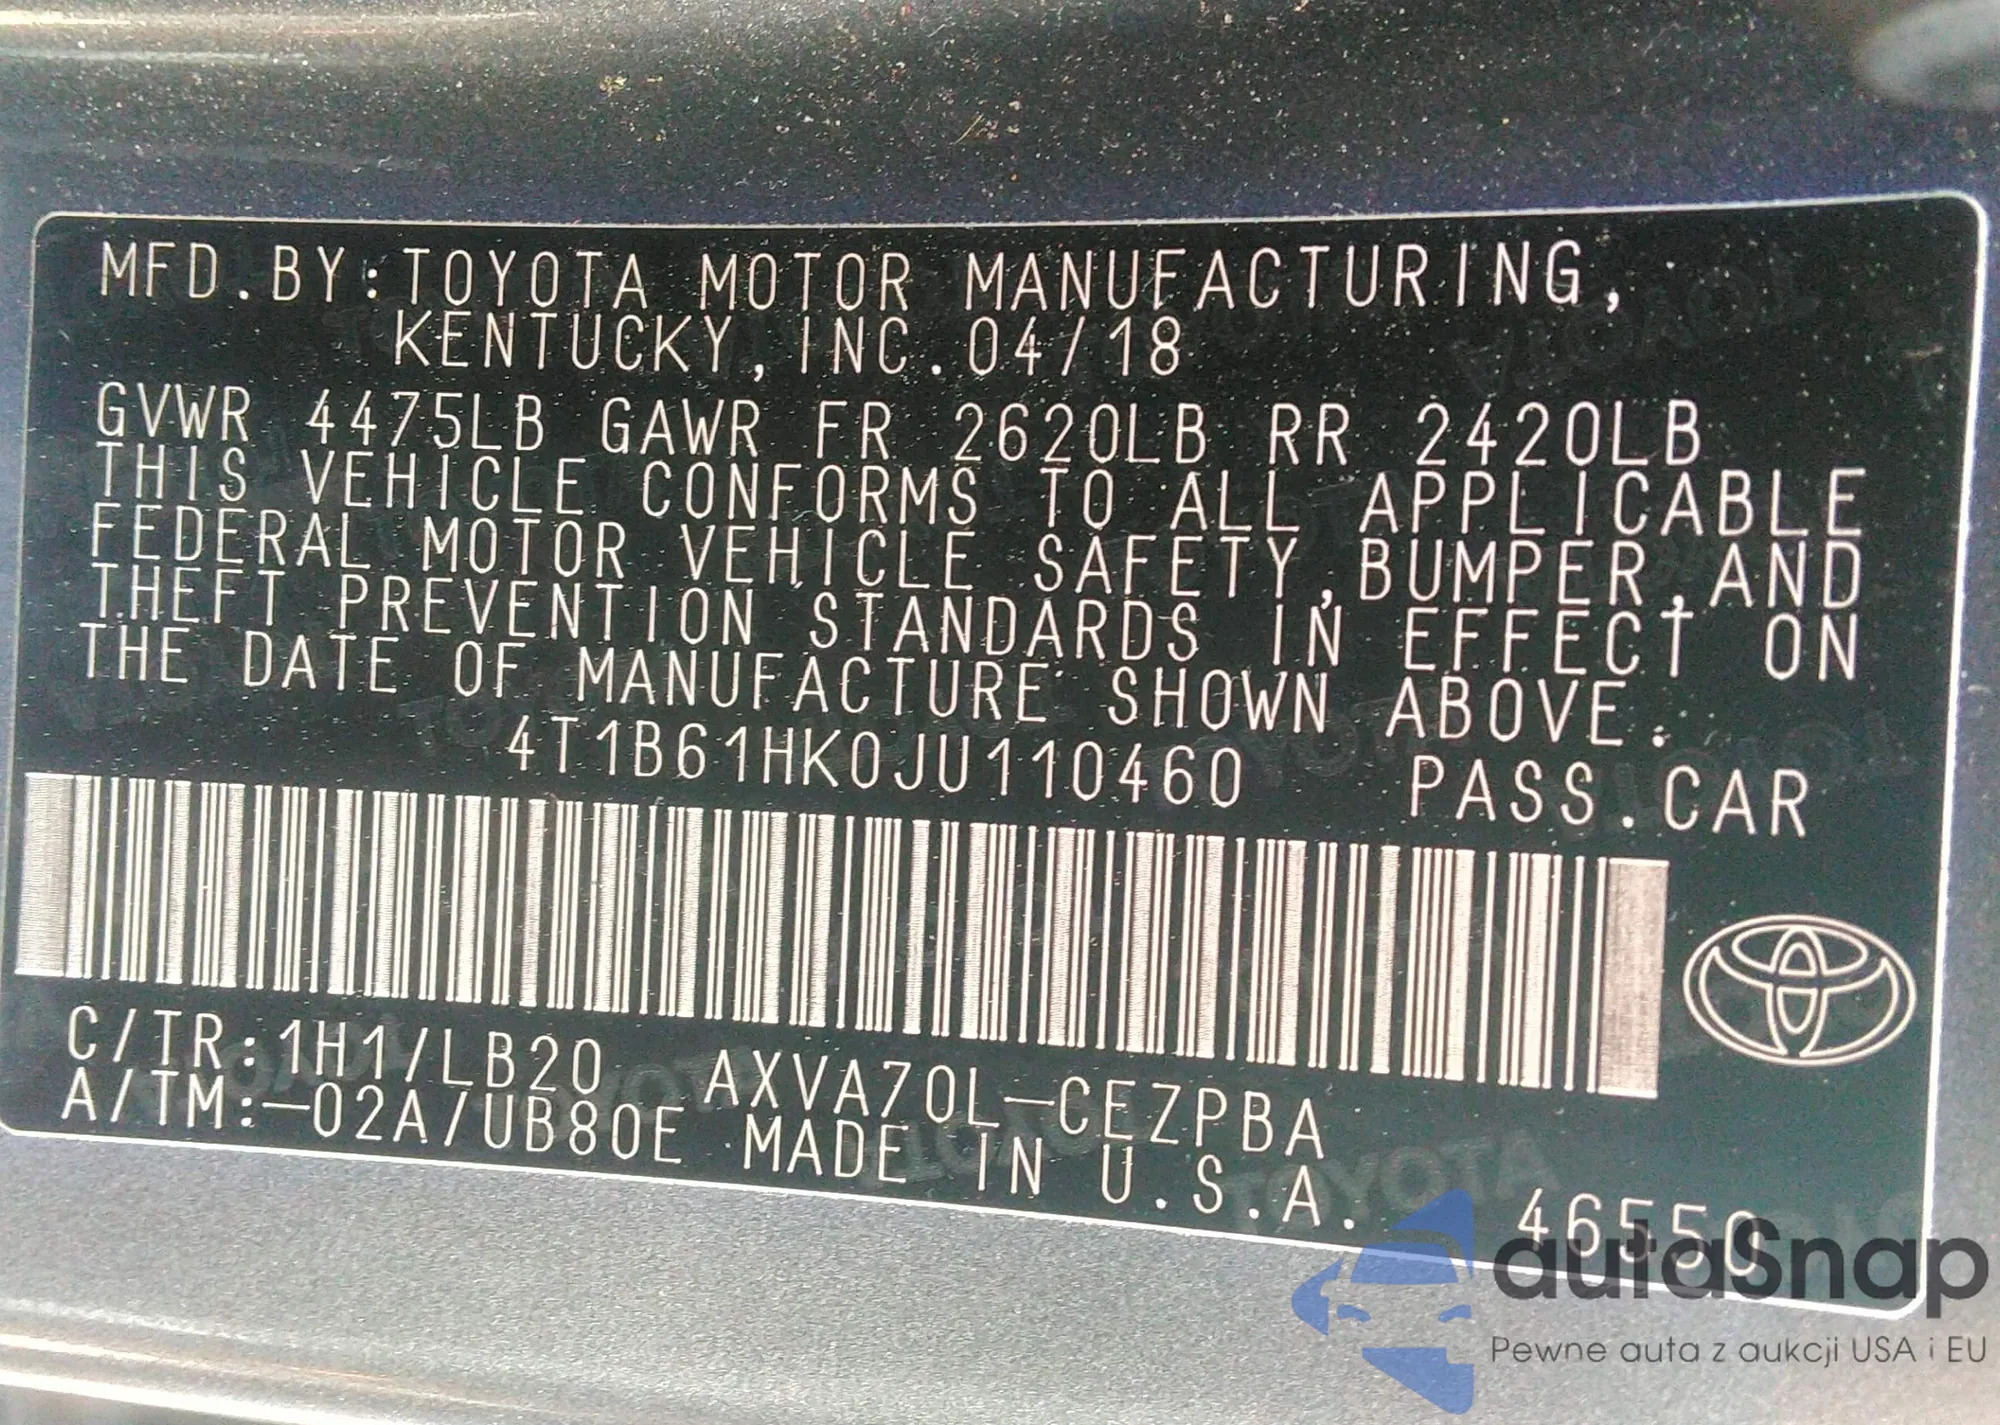 MFD.BY:TOYOTA MOTOR MANUFACTURING,
KENTUCKY,INC.04/18
GVWR 4475LB GAWR FR 2620LB RR 2420LB
THIS VEHICLE CONFORMS TO ALL APPLICABLE
FEDERAL MOTOR VEHICLE SAFETY,BUMPER,AND
THEFT PREVENTION STANDARDS IN EFFECT ON
THE DATE OF MANUFACTURE SHOWN ABOVE.
4T1B61HK0JU110460 PASS.CAR
C/TR:1H1/LB20 AXVA70L-CEZPBA
A/TM:-02A/UB80E MADE IN U.S.A. 46550
autaSnap
Pewne auta z aukcji USA i EU